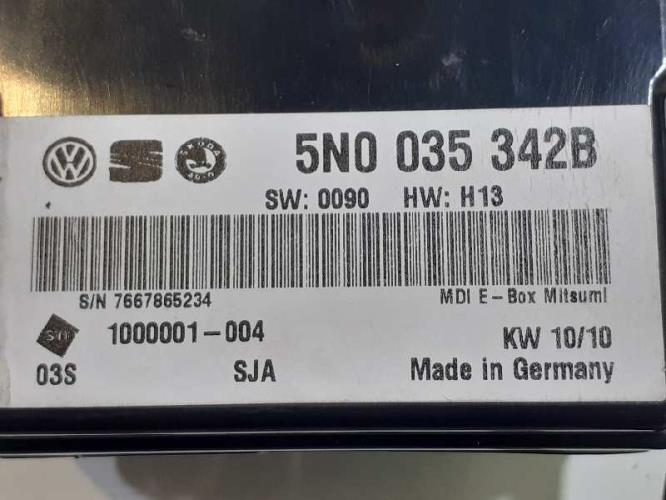 5N0 035 342B
SW: 0090 HW: H13
S/N 7667865234 MDI E-Box Mitsumi
1000001-004 KW 10/10
03S SJA Made in Germany